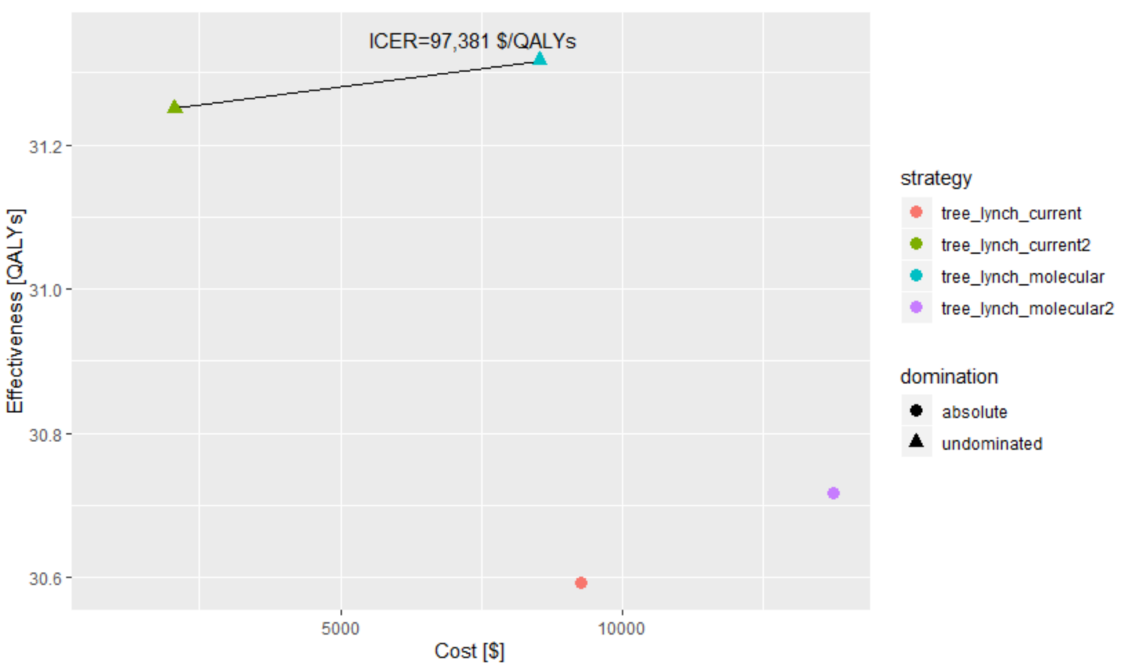 ICER=97,381 $/QALYs
Effectiveness [QALYs]
31.2
31.0
30.8
30.6
5000
10000
Cost [$]
strategy
tree_lynch_current
tree_lynch_current2
tree_lynch_molecular
tree_lynch_molecular2
domination
absolute
undominated